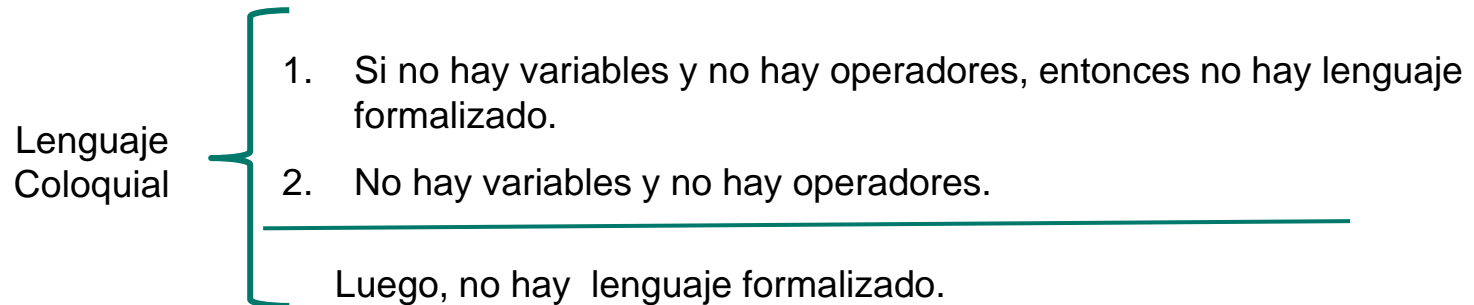 Lenguaje
Coloquial
1. Si no hay variables y no hay operadores, entonces no hay lenguaje
formalizado.
2. No hay variables y no hay operadores.
Luego, no hay lenguaje formalizado.